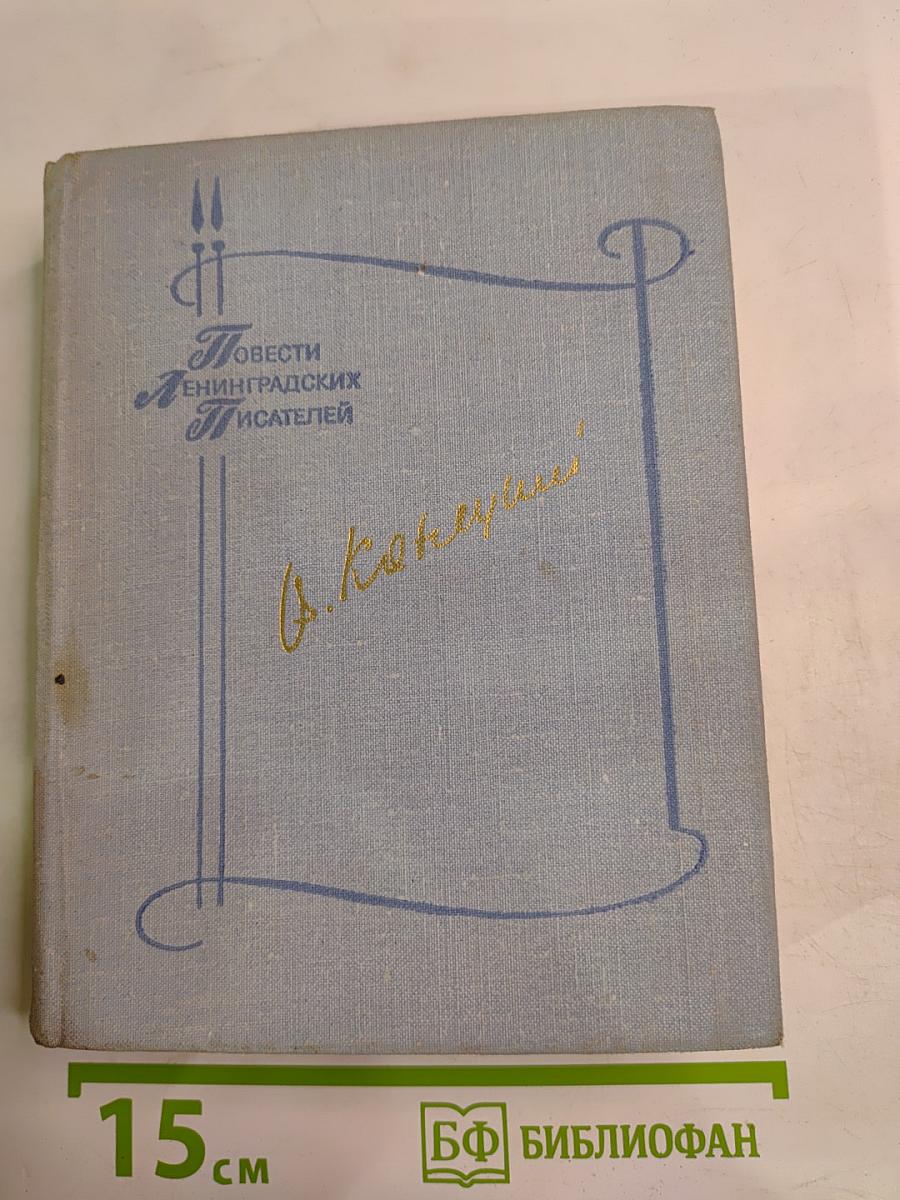 Повести
Ленинградских
Писателей
В. Конецкий
15 см
БФ БИБЛИОФАН